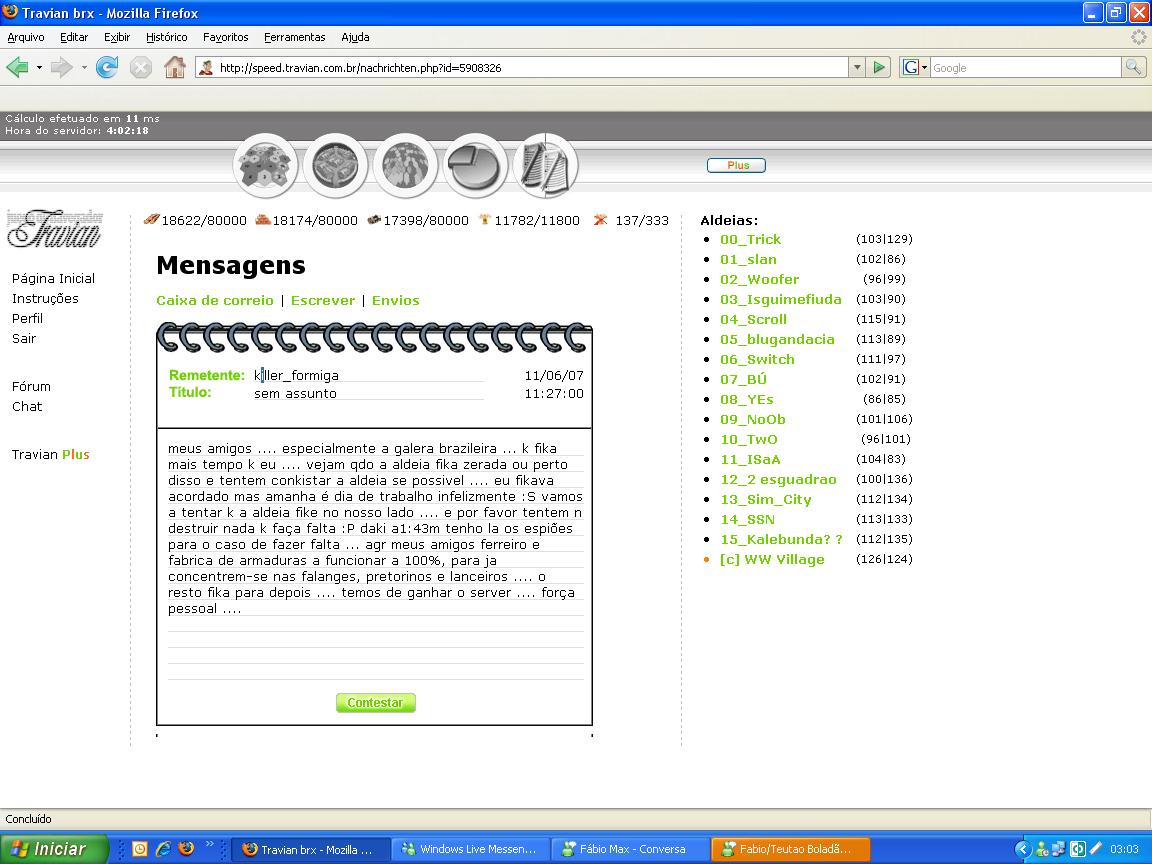 Travian brx - Mozilla Firefox
Arquivo Editar Exibir Histórico Favoritos Ferramentas Ajuda
http://speed.travian.com.br/nachrichten.php?id=5908326
G Google
Cálculo efetuado em 11 ms
Hora do servidor: 4:02:18
Plus
Travian
18622/80000 18174/80000 17398/80000 11782/11800 137/333
Página Inicial
Instruções
Perfil
Sair
Fórum
Chat
Travian Plus
Mensagens
Caixa de correio | Escrever | Envios
Remetente: killer_formiga 11/06/07
Título: sem assunto 11:27:00
meus amigos .... especialmente a galera brazileira ... k fika
mais tempo k eu .... vejam qdo a aldeia fika zerada ou perto
disso e tentem conkistar a aldeia se possivel .... eu fikava
acordado mas amanha é dia de trabalho infelizmente :S vamos
a tentar k a aldeia fike no nosso lado .... e por favor tentem n
destruir nada k faça falta :P daki a1:43m tenho la os espiões
para o caso de fazer falta ... agr meus amigos ferreiro e
fabrica de armaduras a funcionar a 100%, para ja
concentrem-se nas falanges, pretorinos e lanceiros .... o
resto fika para depois .... temos de ganhar o server .... força
pessoal ....
Contestar
Aldeias:
00_Trick (103|129)
01_slan (102|86)
02_Woofer (96|99)
03_Isguimefiuda (103|90)
04_Scroll (115|91)
05_blugandacia (113|89)
06_Switch (111|97)
07_BÚ (102|91)
08_YEs (86|85)
09_NoOb (101|106)
10_TwO (96|101)
11_ISaA (104|83)
12_2 esguadrao (100|136)
13_Sim_City (112|134)
14_SSN (113|133)
15_Kalebunda? ? (112|135)
[c] WW Village (126|124)
Concluído
Iniciar
Travian brx - Mozilla ...
Windows Live Messen...
Fábio Max - Conversa
Fabio/Teutao Boladã...
03:03